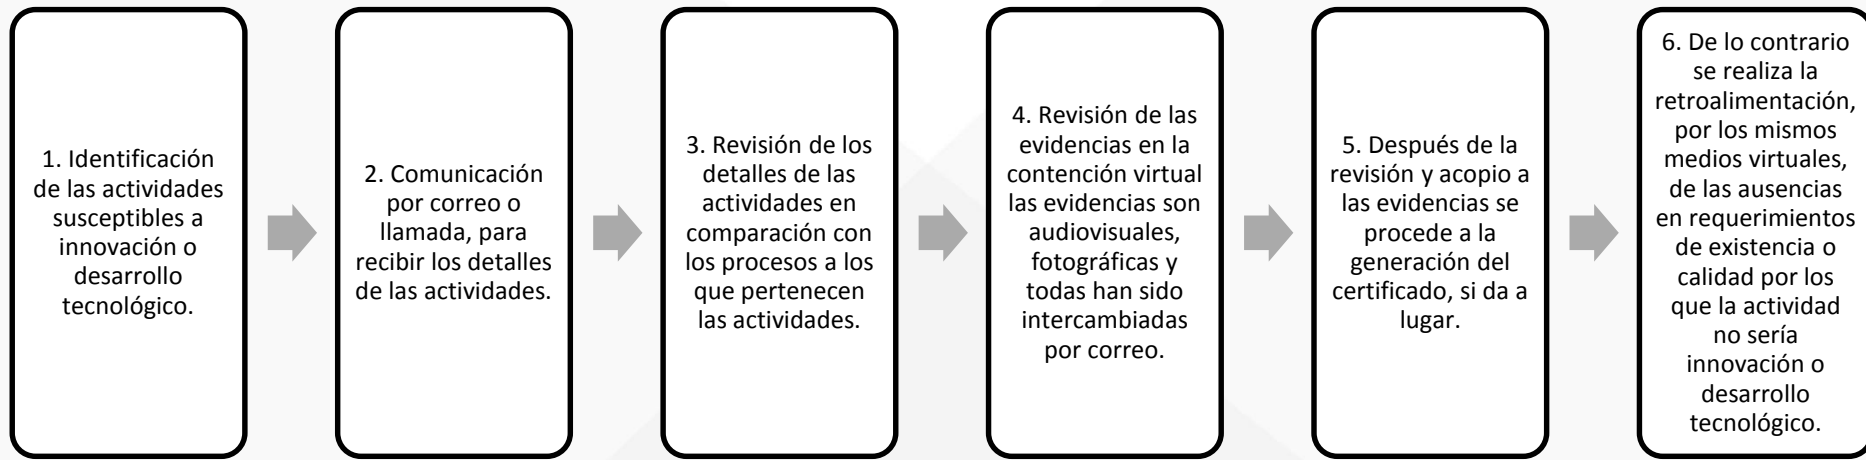 1. Identificación
de las actividades
susceptibles a
innovación o
desarrollo
tecnológico.
2. Comunicación
por correo o
llamada, para
recibir los detalles
de las actividades.
3. Revisión de los
detalles de las
actividades en
comparación con
los procesos a los
que pertenecen
las actividades.
4. Revisión de las
evidencias en la
contención virtual
las evidencias son
audiovisuales,
fotográficas y
todas han sido
intercambiadas
por correo.
5. Después de la
revisión y acopio a
las evidencias se
procede a la
generación del
certificado, si da a
lugar.
6. De lo contrario
se realiza la
retroalimentación,
por los mismos
medios virtuales,
de las ausencias
en requerimientos
de existencia o
calidad por los
que la actividad
no sería
innovación o
desarrollo
tecnológico.